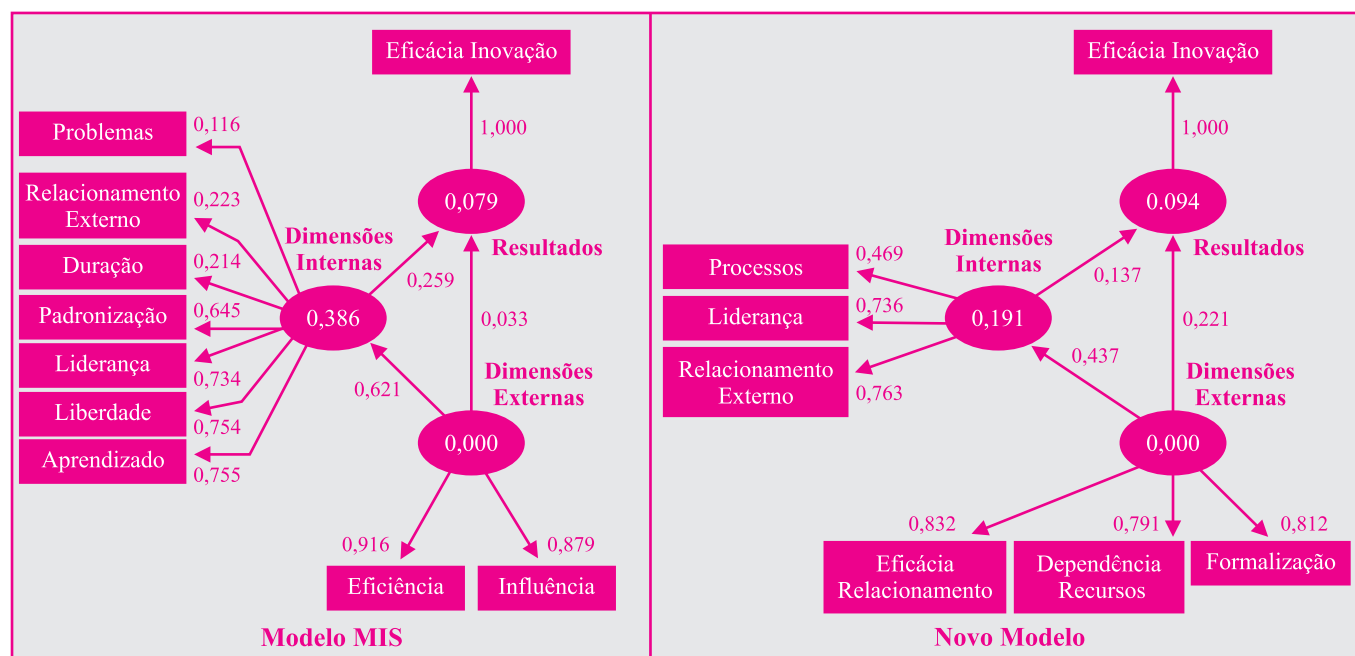 Eficácia Inovação
1,000
0,079
Resultados
Problemas
0,116
Relacionamento
Externo
0,223
Duração
0,214
Padronização
0,645
Liderança
0,734
Liberdade
0,754
Aprendizado
0,755
Dimensões
Internas
0,386
0,259
0,033
0,621
Dimensões
Externas
0,000
0,916
0,879
Eficiência
Influência
Modelo MIS
Eficácia Inovação
1,000
0.094
Resultados
Processos
0,469
Liderança
0,736
Relacionamento
Externo
0,763
Dimensões
Internas
0,191
0,137
0,221
0,437
Dimensões
Externas
0,000
0,832
0,791
0,812
Eficácia
Relacionamento
Dependência
Recursos
Formalização
Novo Modelo